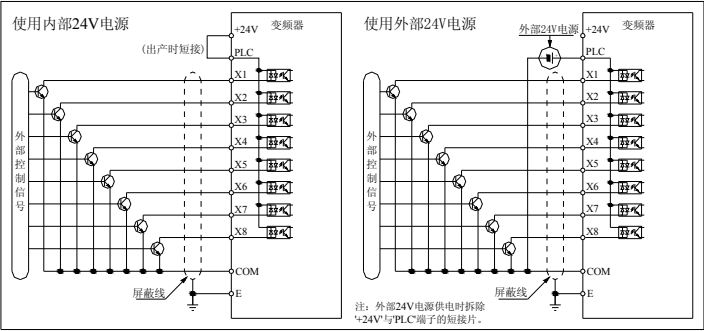 使用内部24V电源
变频器
+24V
(出产时短接)
PLC
X1
X2
X3
X4
X5
X6
X7
X8
外部控制信号
COM
屏蔽线
E
使用外部24V电源
外部24V电源
+24V
变频器
PLC
X1
X2
X3
X4
X5
X6
X7
X8
外部控制信号
COM
屏蔽线
E
注：外部24V电源供电时拆除
'+24V'与'PLC'端子的短接片。